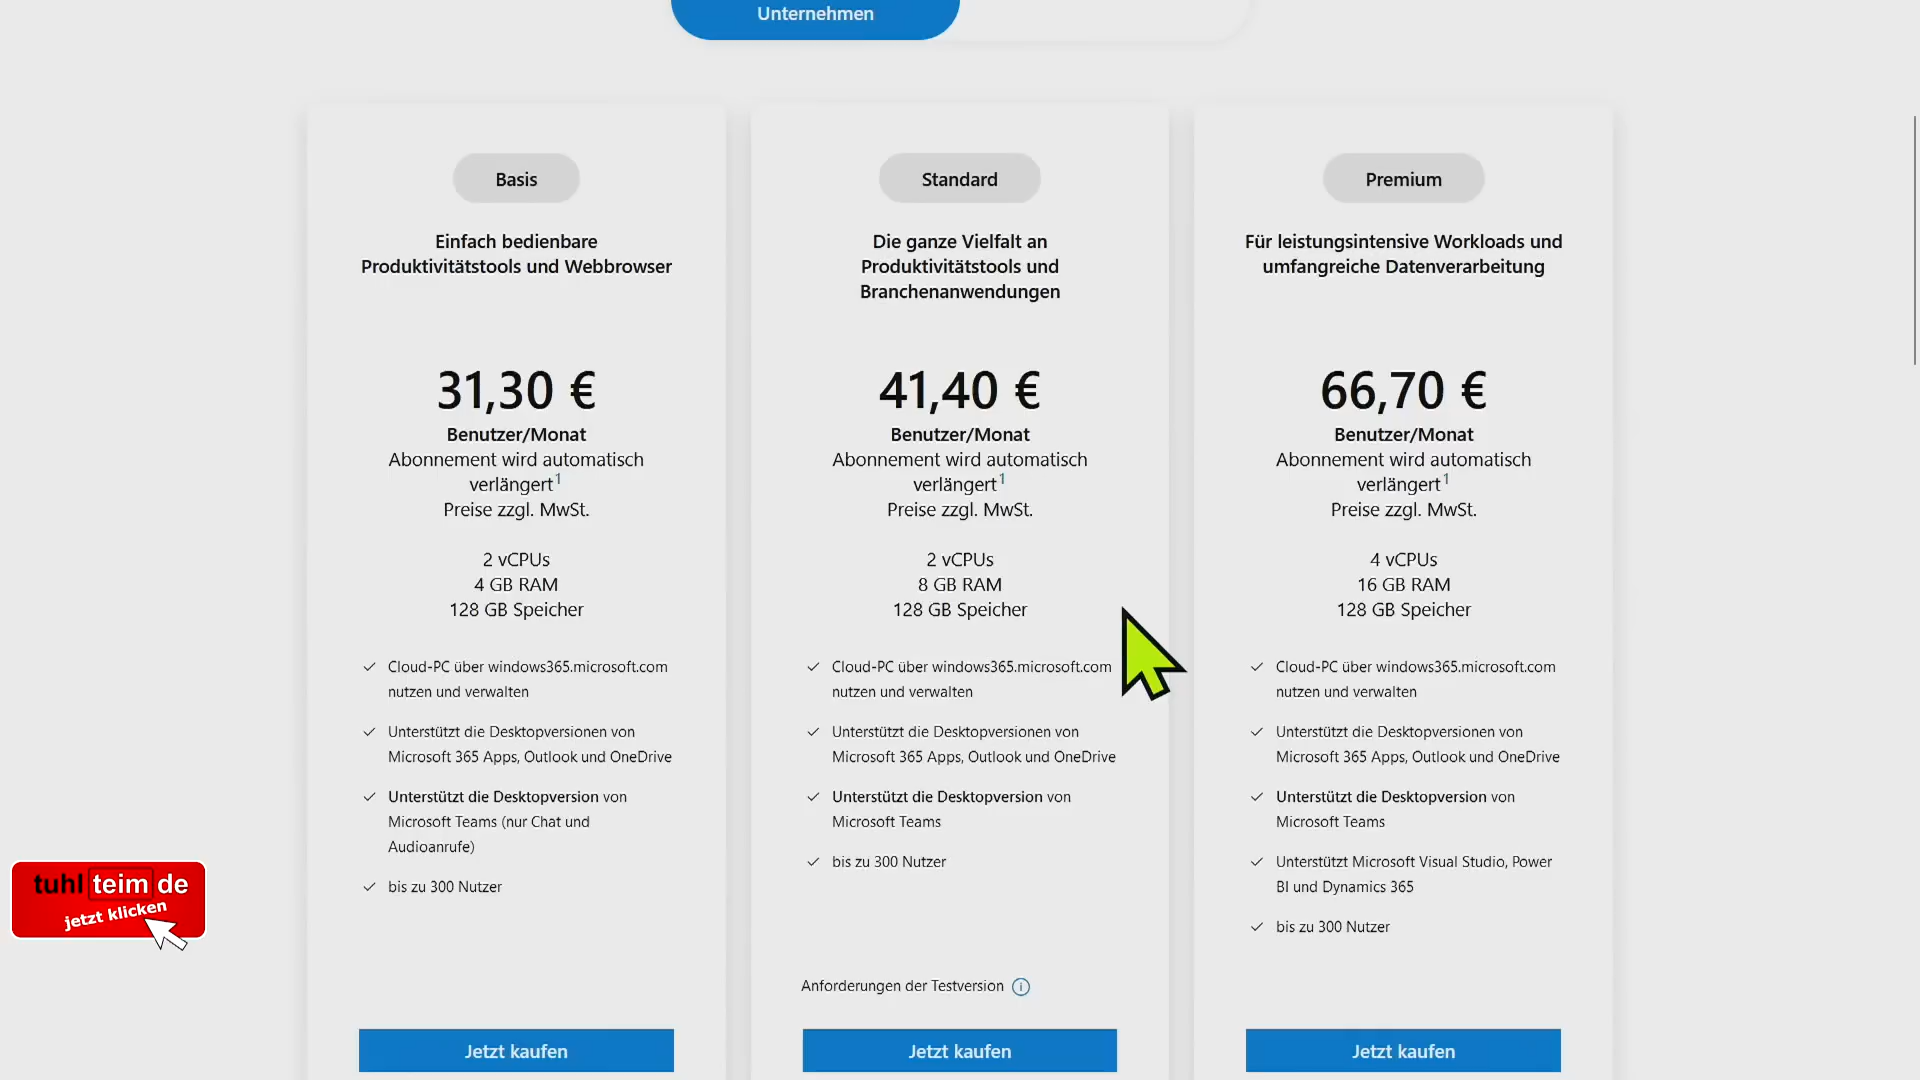 Unternehmen
Basis
Einfach bedienbare
Produktivitätstools und Webbrowser
31,30 €
Benutzer/Monat
Abonnement wird automatisch
verlängert1
Preise zzgl. MwSt.
2 vCPUs
4 GB RAM
128 GB Speicher
Cloud-PC über windows365.microsoft.com
nutzen und verwalten
Unterstützt die Desktopversionen von
Microsoft 365 Apps, Outlook und OneDrive
Unterstützt die Desktopversion von
Microsoft Teams (nur Chat und
Audioanrufe)
bis zu 300 Nutzer
Jetzt kaufen
Standard
Die ganze Vielfalt an
Produktivitätstools und
Branchenanwendungen
41,40 €
Benutzer/Monat
Abonnement wird automatisch
verlängert1
Preise zzgl. MwSt.
2 vCPUs
8 GB RAM
128 GB Speicher
Cloud-PC über windows365.microsoft.com
nutzen und verwalten
Unterstützt die Desktopversionen von
Microsoft 365 Apps, Outlook und OneDrive
Unterstützt die Desktopversion von
Microsoft Teams
bis zu 300 Nutzer
Anforderungen der Testversion
Jetzt kaufen
Premium
Für leistungsintensive Workloads und
umfangreiche Datenverarbeitung
66,70 €
Benutzer/Monat
Abonnement wird automatisch
verlängert1
Preise zzgl. MwSt.
4 vCPUs
16 GB RAM
128 GB Speicher
Cloud-PC über windows365.microsoft.com
nutzen und verwalten
Unterstützt die Desktopversionen von
Microsoft 365 Apps, Outlook und OneDrive
Unterstützt die Desktopversion von
Microsoft Teams
Unterstützt Microsoft Visual Studio, Power
BI und Dynamics 365
bis zu 300 Nutzer
Jetzt kaufen
tuhl teim de
jetzt klicken